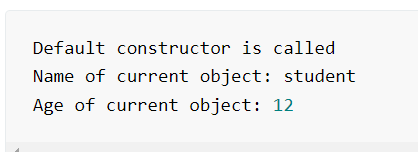 Default constructor is called
Name of current object: student
Age of current object: 12